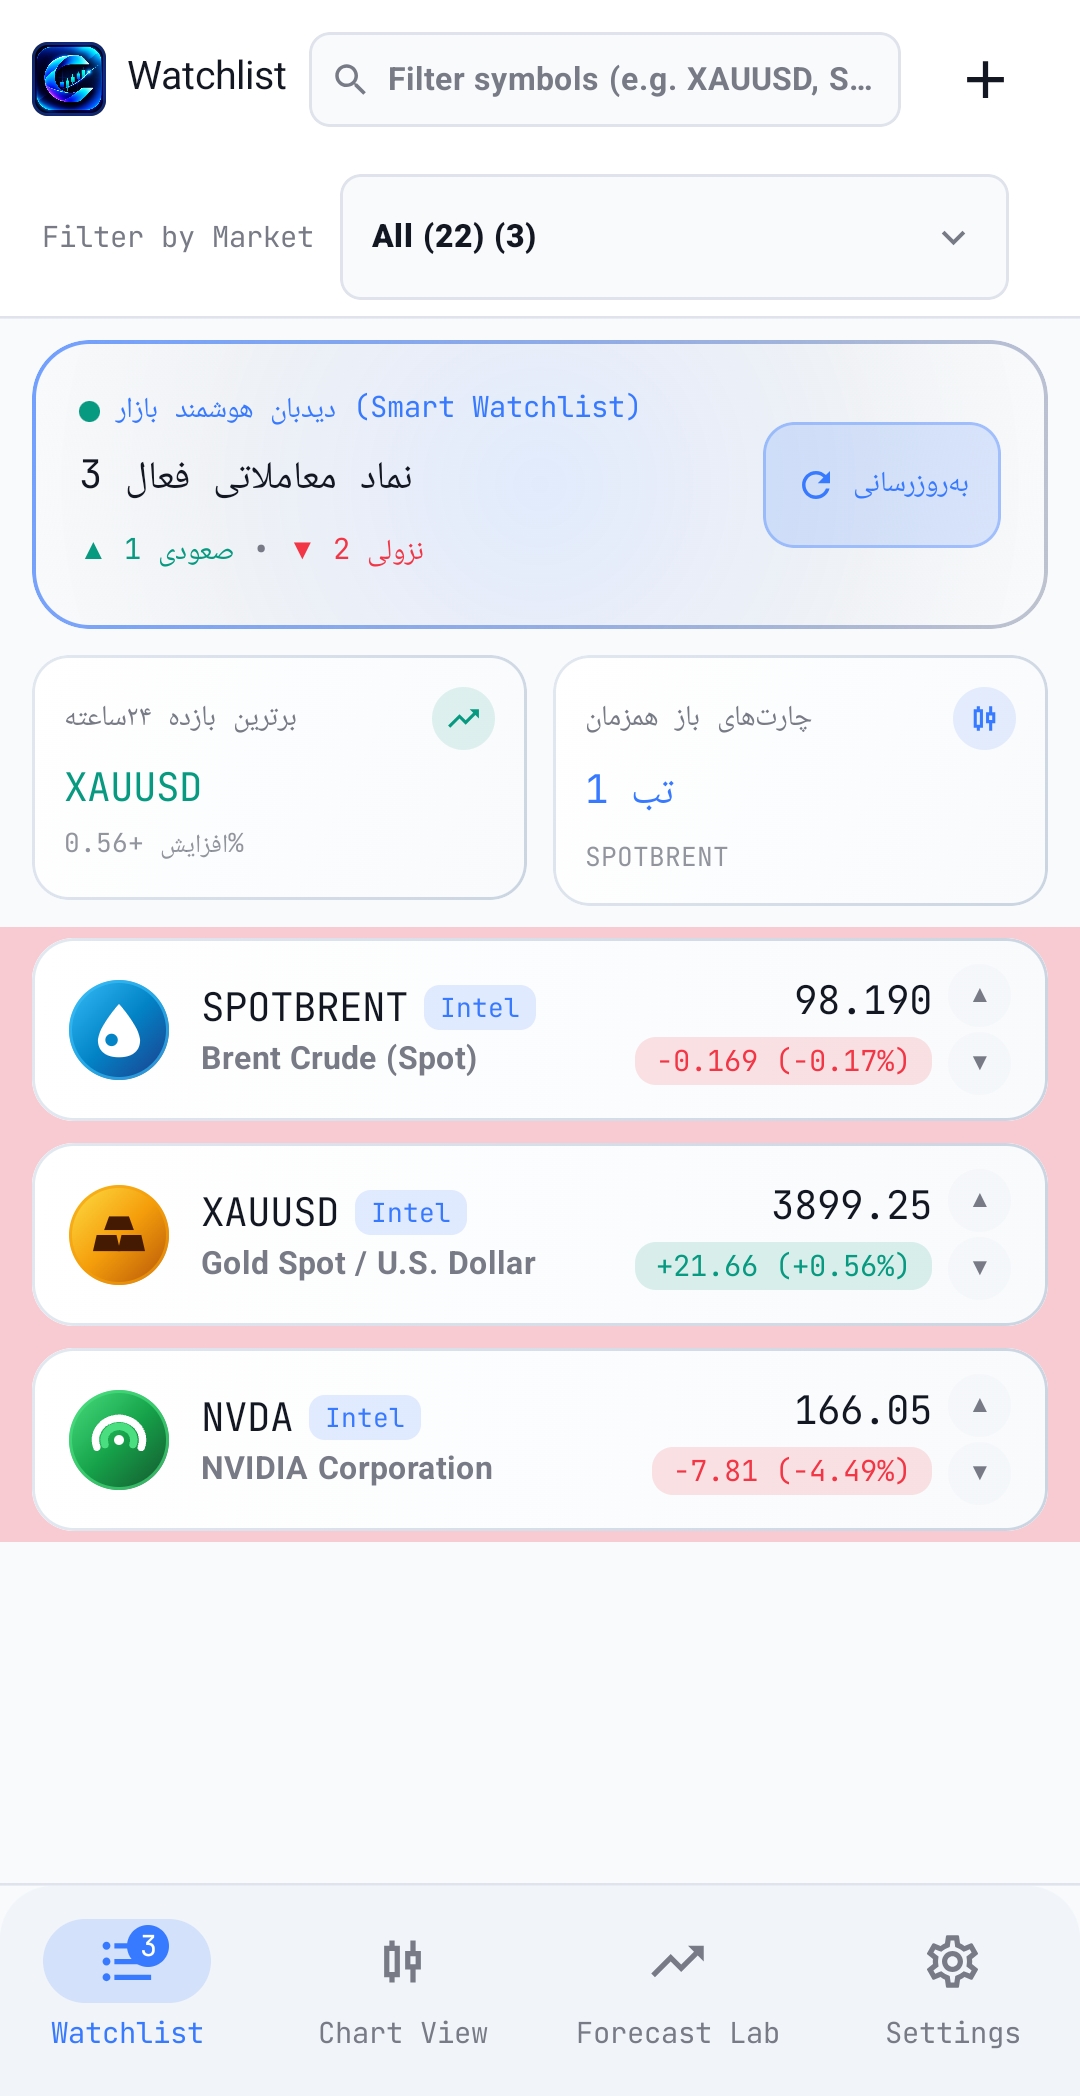 Watchlist
Filter symbols (e.g. XAUUSD, S...
Filter by Market
All (22) (3)
دیدبان هوشمند بازار (Smart Watchlist)
3 نماد معاملاتی فعال
▲ 1 صعودی • ▼ 2 نزولی
به‌روزرسانی
برترین بازده ۲۴ساعته
XAUUSD
0.56+ افزایش%
چارت‌های باز همزمان
1 تب
SPOTBRENT
SPOTBRENT Intel
98.190
Brent Crude (Spot)
-0.169 (-0.17%)
XAUUSD Intel
3899.25
Gold Spot / U.S. Dollar
+21.66 (+0.56%)
NVDA Intel
166.05
NVIDIA Corporation
-7.81 (-4.49%)
3
Watchlist
Chart View
Forecast Lab
Settings